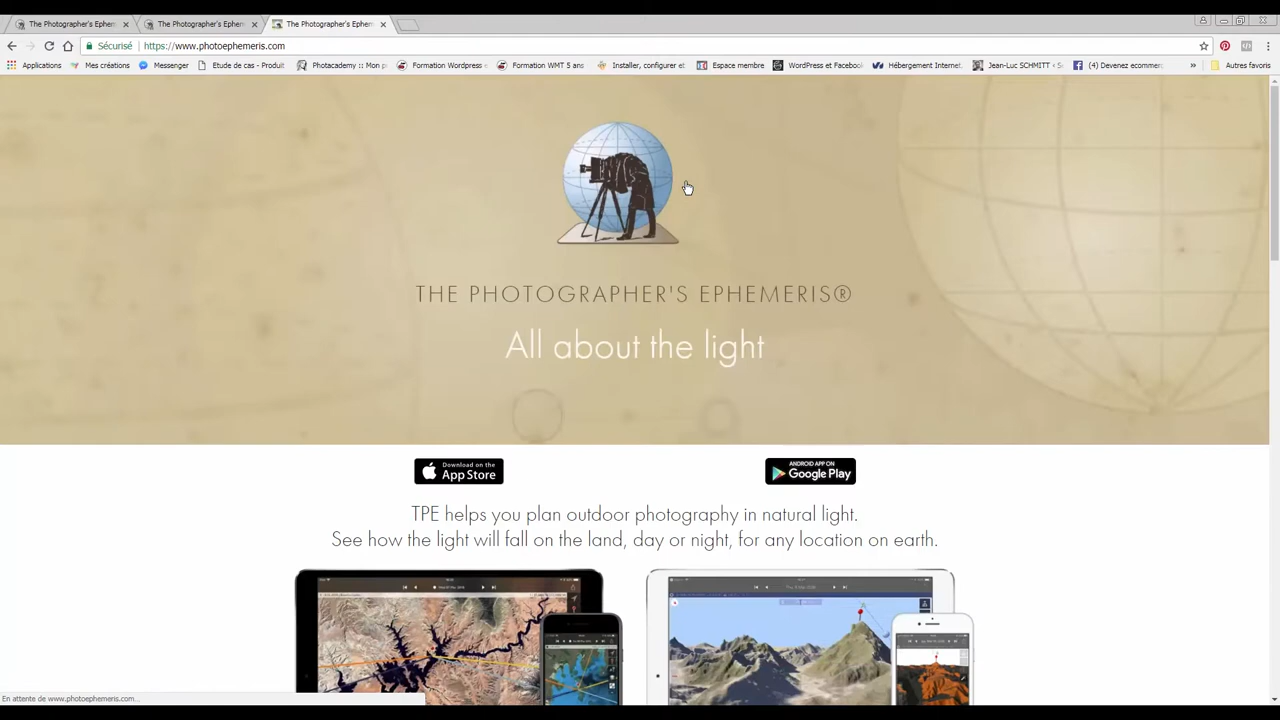 The Photographer's Ephem
The Photographer's Ephem
The Photographer's Ephem
Sécurisé
https://www.photoephemeris.com
Applications
Mes créations
Messenger
Etude de cas - Produit
Photacademy :: Mon p
Formation Wordpress e
Formation WMT 5 ans
Installer, configurer et
Espace membre
WordPress et Facebook
Hébergement Internet,
Jean-Luc SCHMITT < S
(4) Devenez ecommerç
»
Autres favoris
THE PHOTOGRAPHER'S EPHEMERIS®
All about the light
Download on the
App Store
ANDROID APP ON
Google Play
TPE helps you plan outdoor photography in natural light.
See how the light will fall on the land, day or night, for any location on earth.
En attente de www.photoephemeris.com...